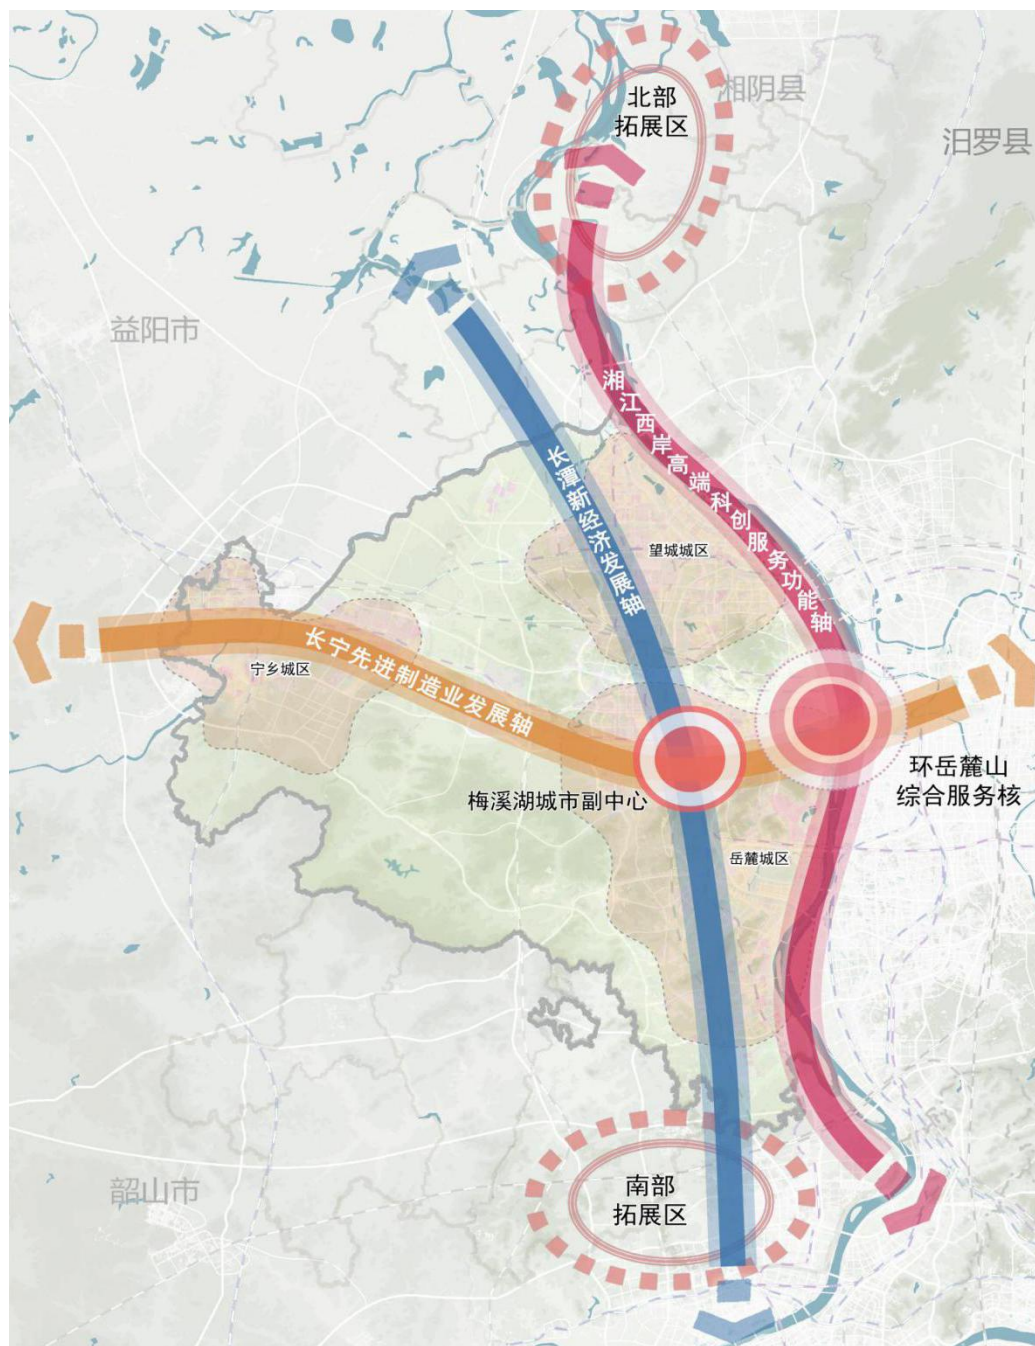 北部
拓展区
湘阴县
汨罗县
益阳市
湘江西岸高端科创服务功能轴
长潭新经济发展轴
望城城区
长宁先进制造业发展轴
宁乡城区
环岳麓山
综合服务核
梅溪湖城市副中心
岳麓城区
南部
拓展区
韶山市